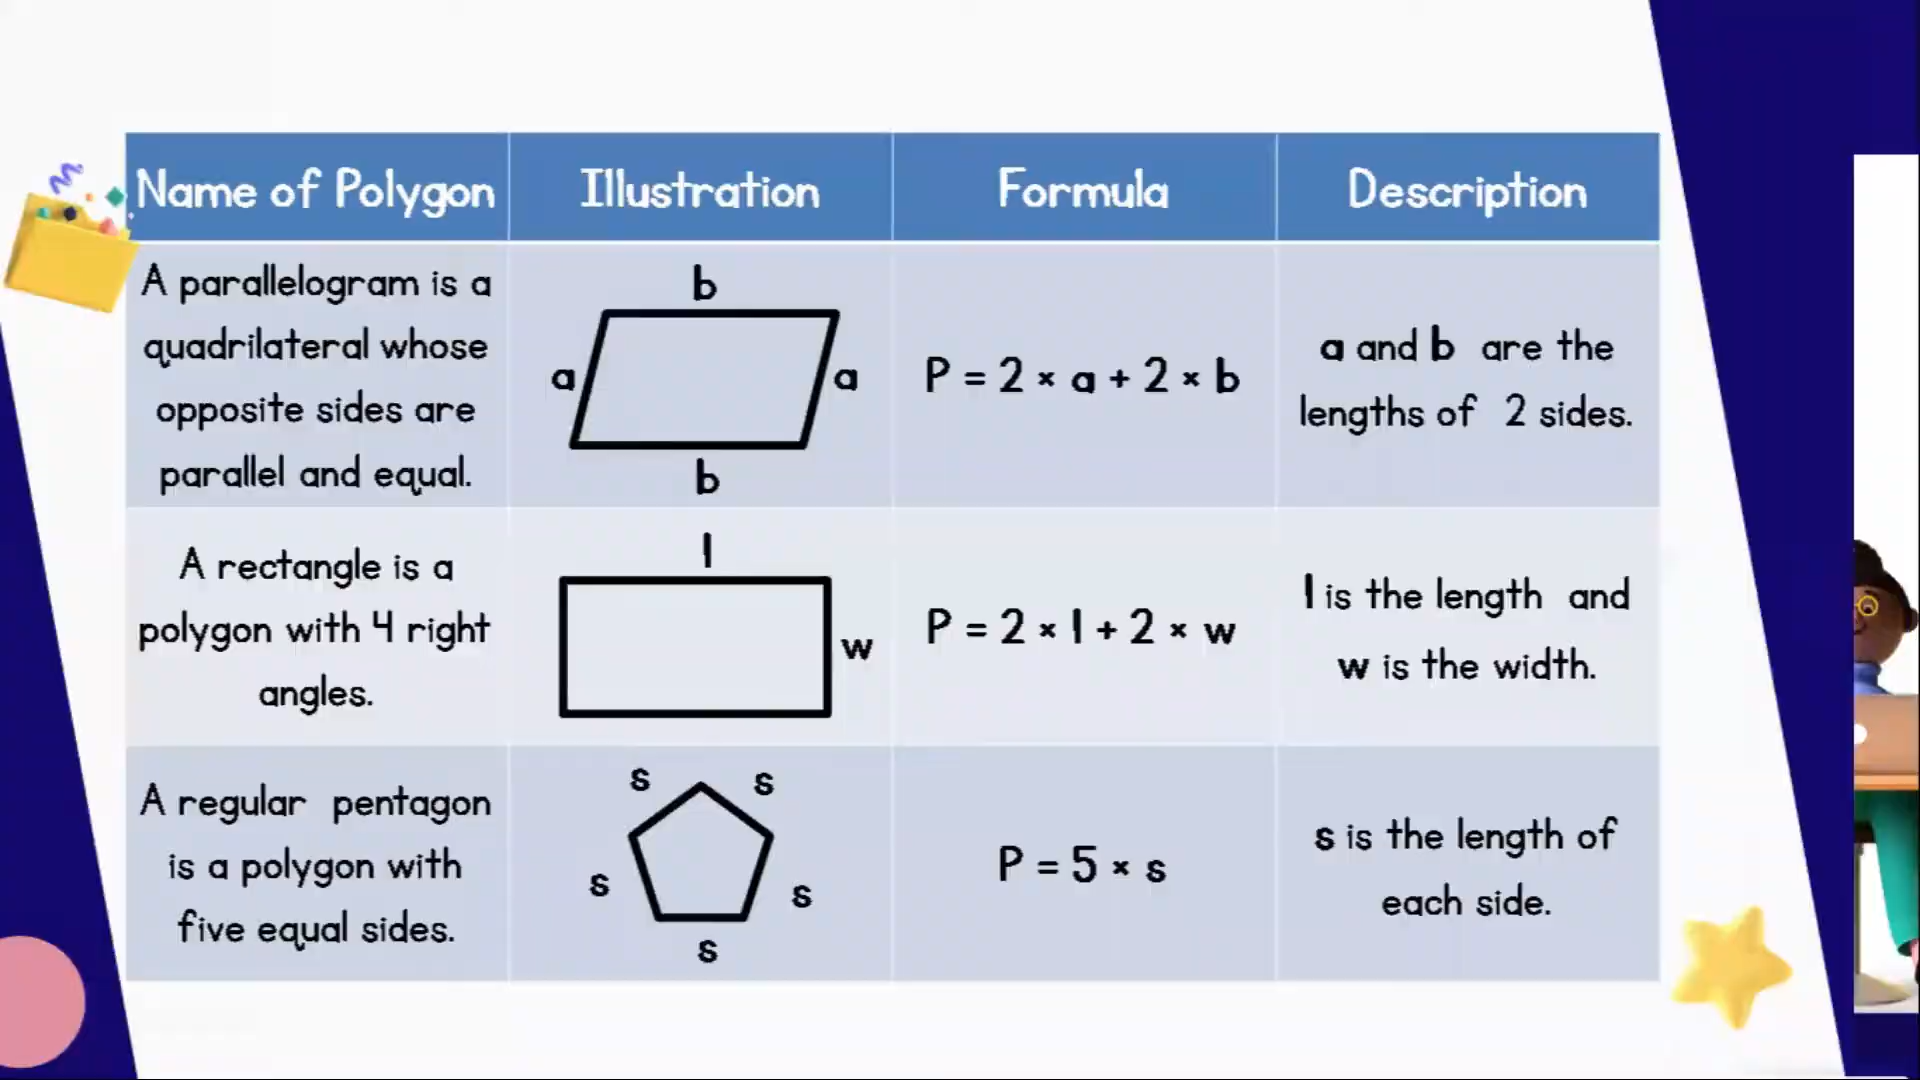 Name of Polygon
Illustration
Formula
Description
A parallelogram is a
quadrilateral whose
opposite sides are
parallel and equal.
b
a
a
b
P = 2 × a + 2 × b
a and b are the
lengths of 2 sides.
A rectangle is a
polygon with 4 right
angles.
l
w
P = 2 × l + 2 × w
l is the length and
w is the width.
A regular pentagon
is a polygon with
five equal sides.
s
s
s
s
s
P = 5 × s
s is the length of
each side.